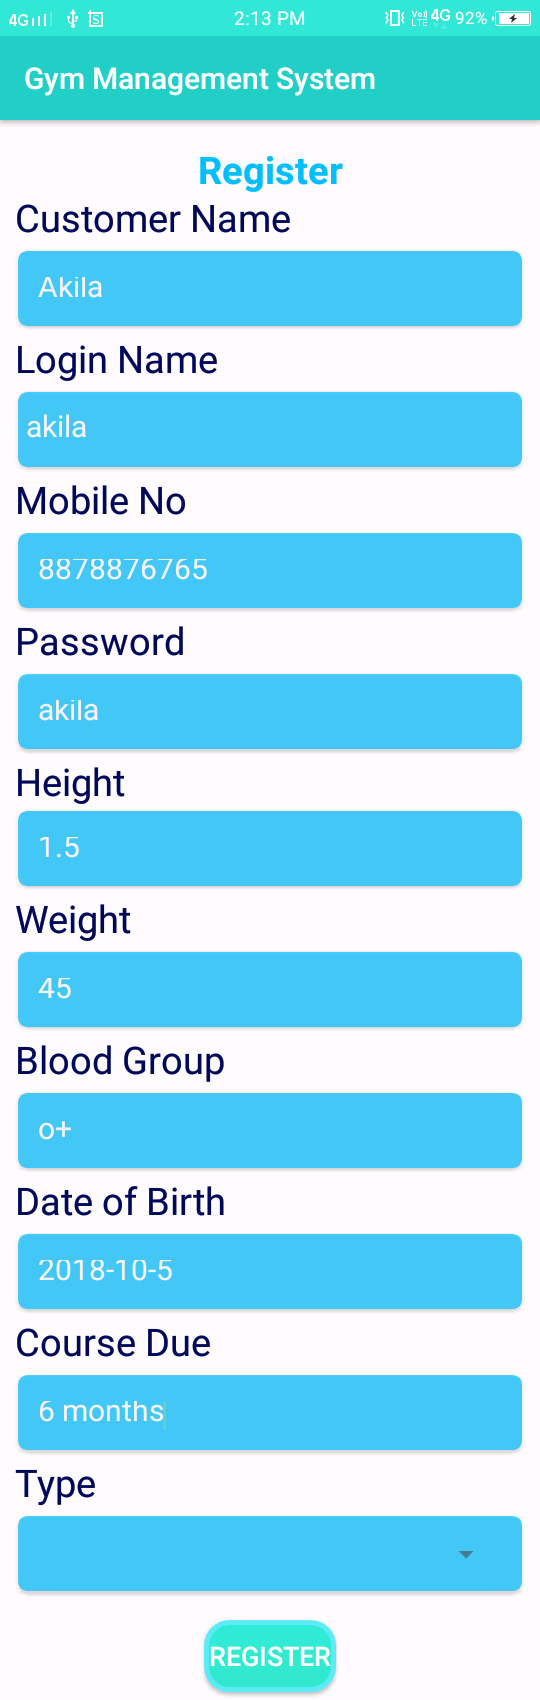 4G 2:13 PM VoLTE 4G 92%
Gym Management System
Register
Customer Name
Akila
Login Name
akila
Mobile No
8878876765
Password
akila
Height
1.5
Weight
45
Blood Group
o+
Date of Birth
2018-10-5
Course Due
6 months
Type
REGISTER